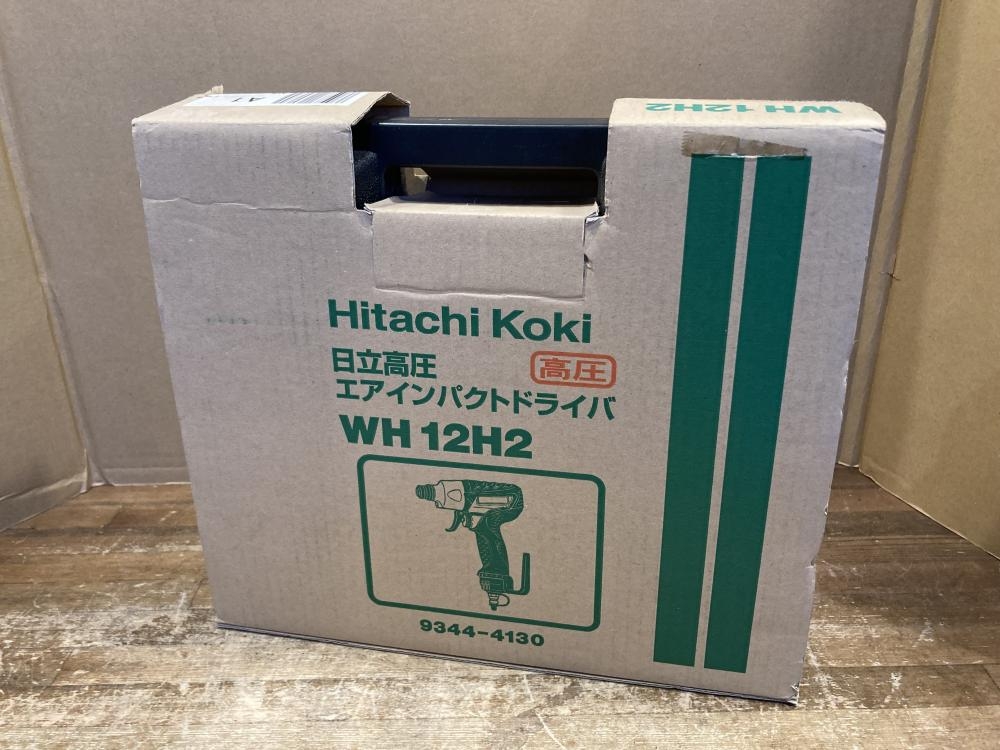 A1
WH 12H2
Hitachi Koki
日立高圧 高圧
エアインパクトドライバ
WH 12H2
9344-4130